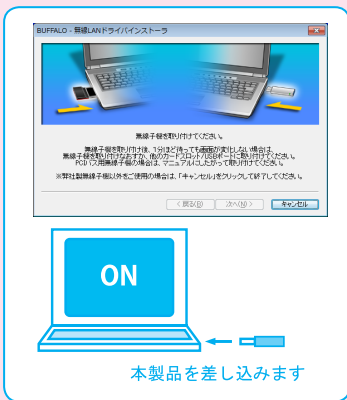 BUFFALO - 無線LANドライバインストーラ
無線子機を取り付けてください。
無線子機を取り付け後、1分ほど待っても画面が変化しない場合は、
無線子機を取り付けなおすか、他のカードスロット/USBポートに取り付けてください。
PCIバス用無線子機の場合は、マニュアルにしたがって取り付けてください。
※弊社製無線子機以外をご使用の場合は、「キャンセル」をクリックして終了してください。
< 戻る(B)
次へ(N) >
キャンセル
ON
本製品を差し込みます